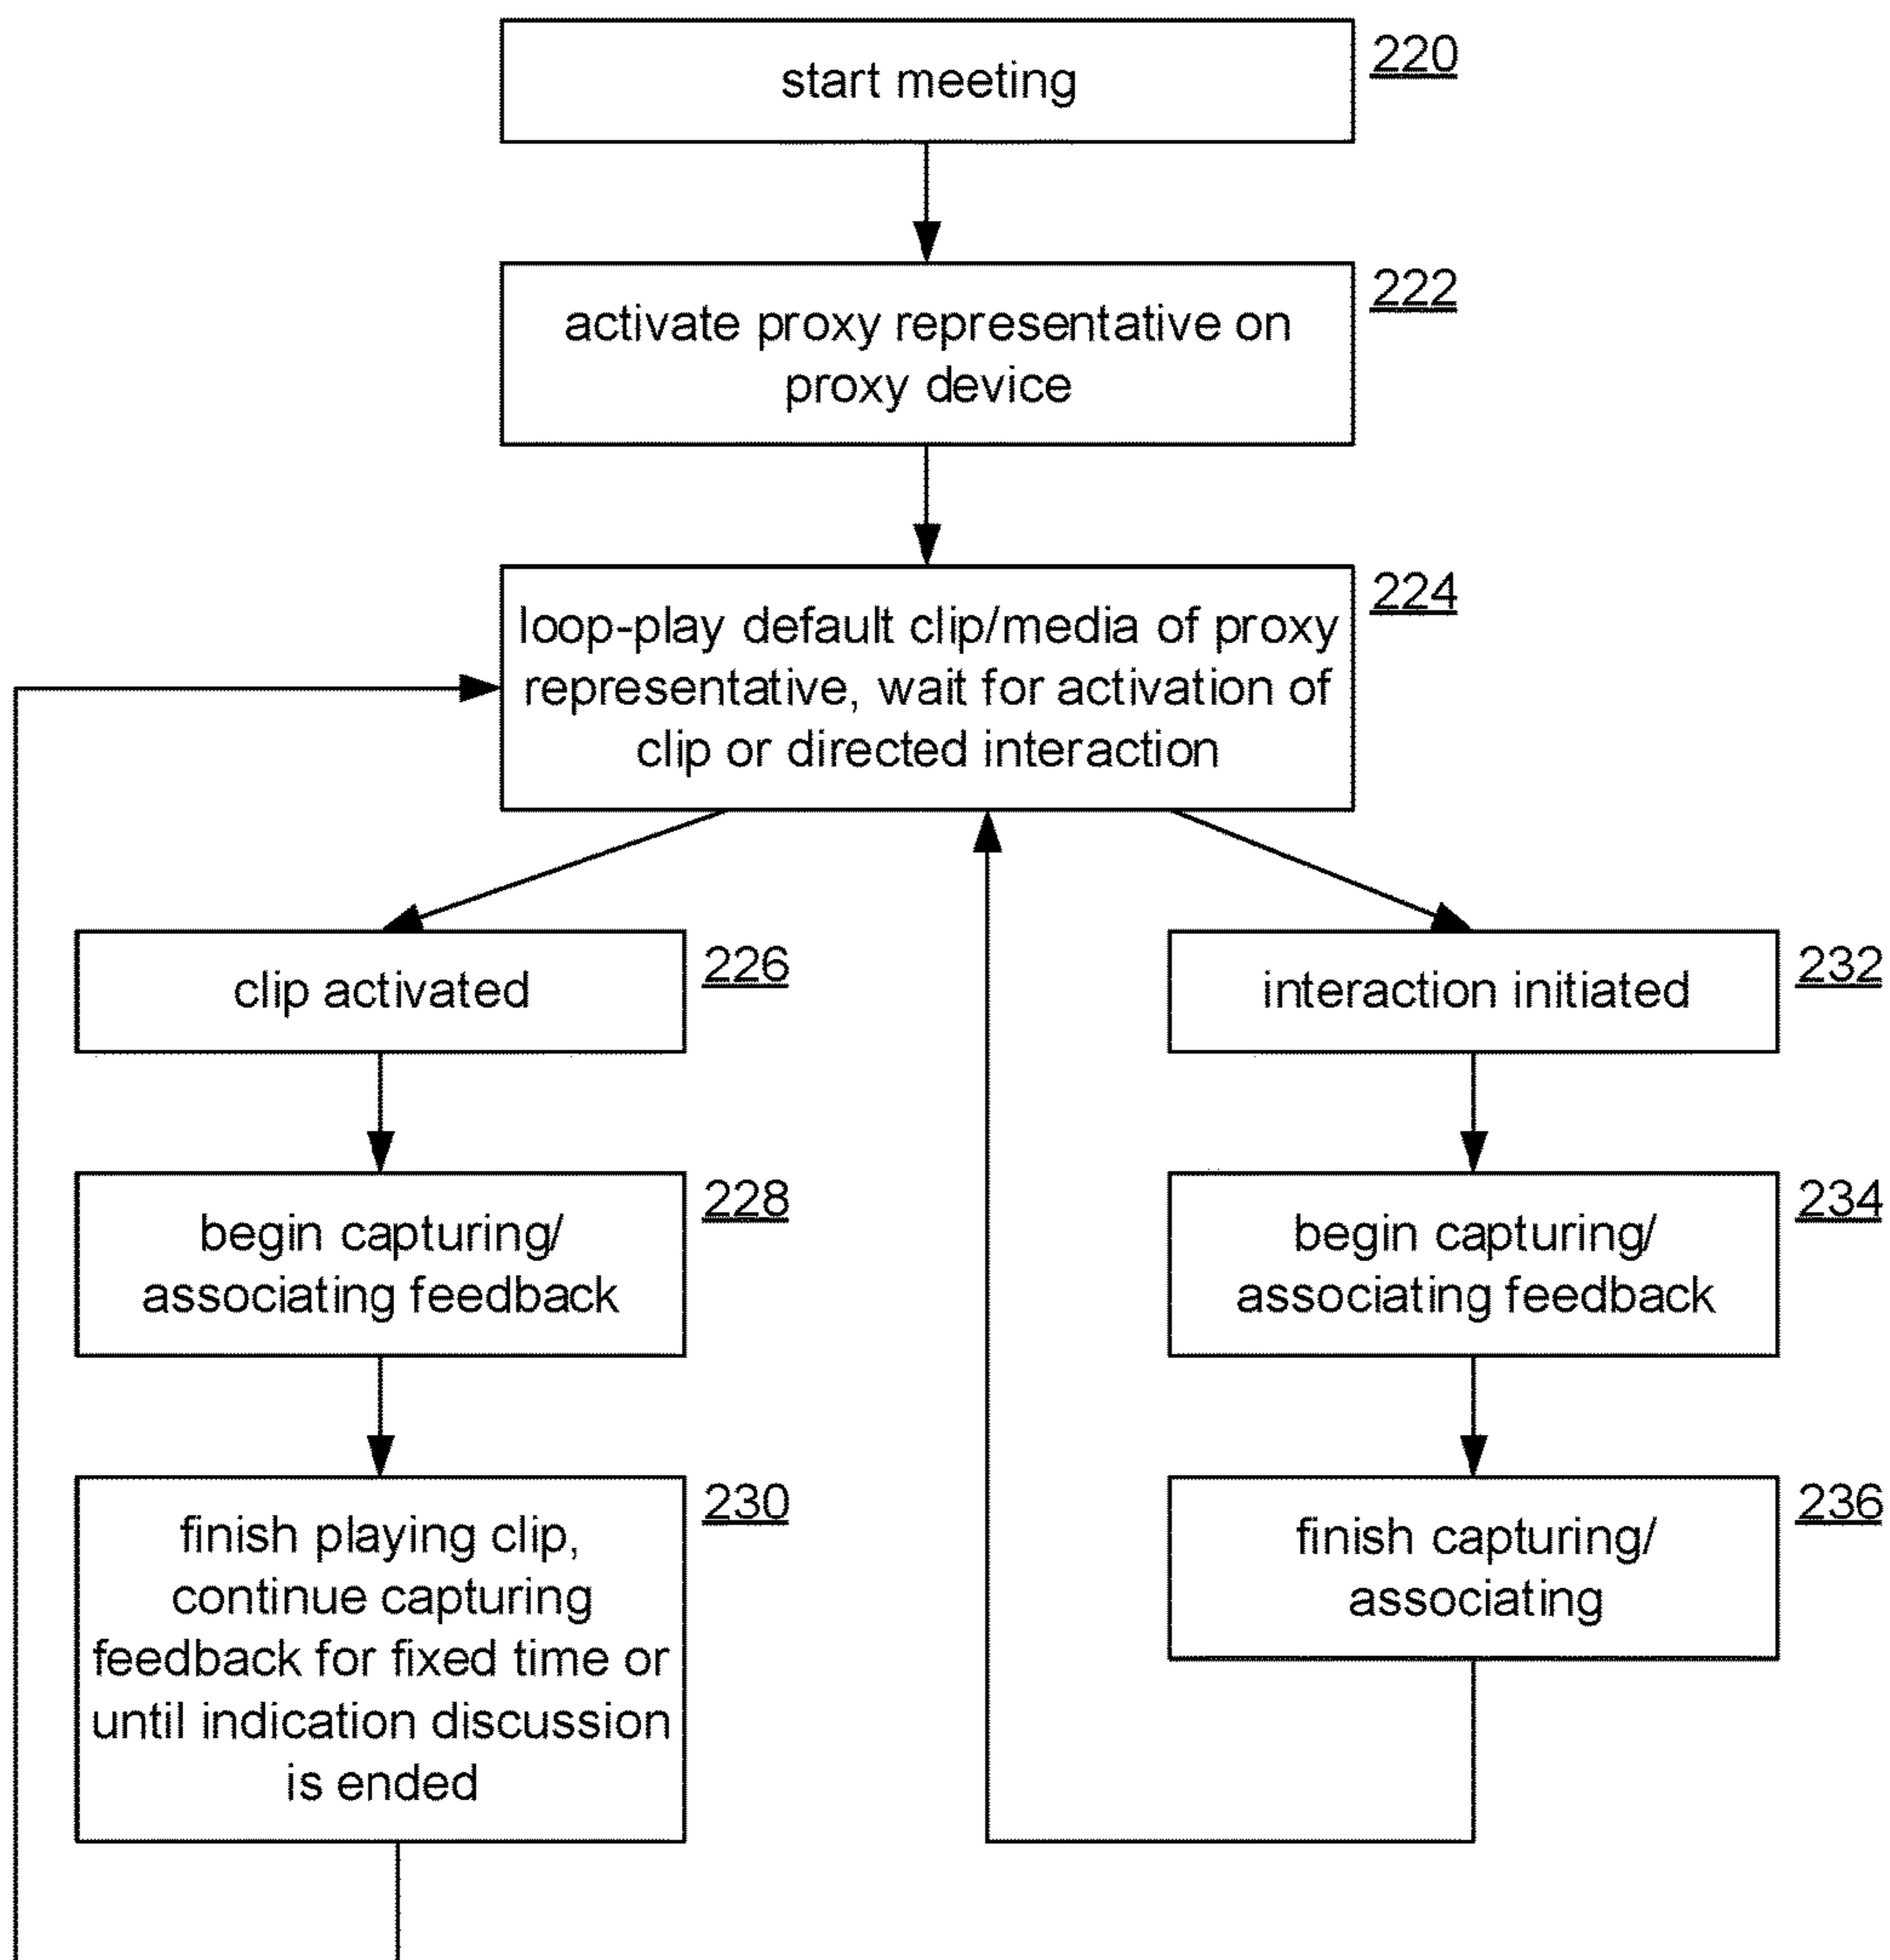 start meeting
220
activate proxy representative on
proxy device
222
loop-play default clip/media of proxy
representative, wait for activation of
clip or directed interaction
224
clip activated
226
begin capturing/
associating feedback
228
finish playing clip,
continue capturing
feedback for fixed time or
until indication discussion
is ended
230
interaction initiated
232
begin capturing/
associating feedback
234
finish capturing/
associating
236